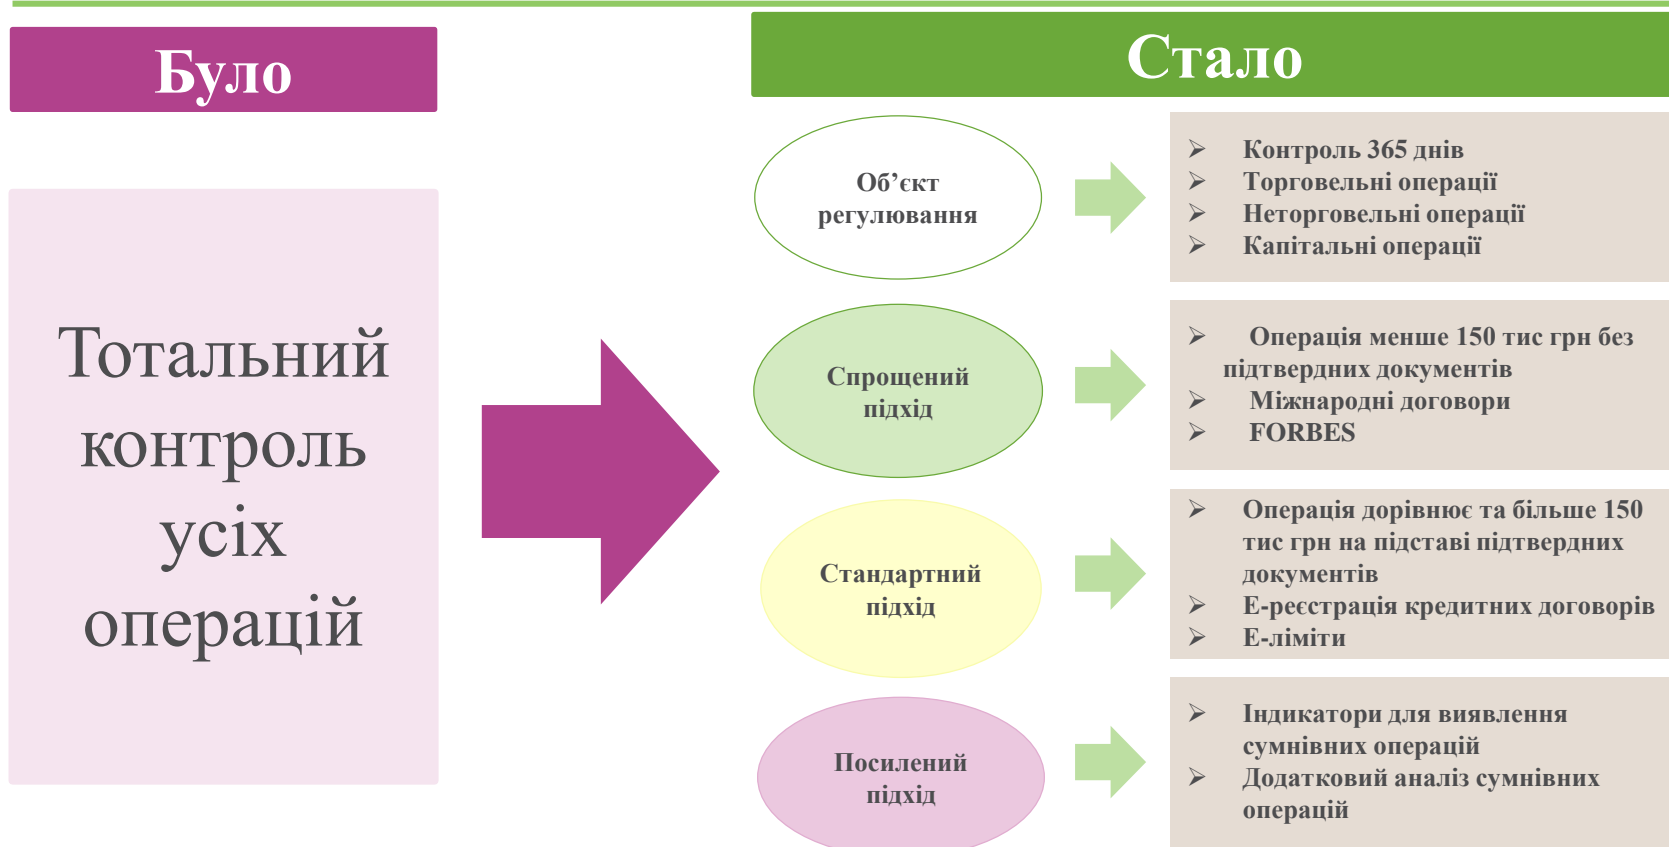 Було
Тотальний
контроль
усіх
операцій
Стало
Об’єкт
регулювання
➢ Контроль 365 днів
➢ Торговельні операції
➢ Неторговельні операції
➢ Капітальні операції
Спрощений
підхід
➢ Операція менше 150 тис грн без
підтвердних документів
➢ Міжнародні договори
➢ FORBES
Стандартний
підхід
➢ Операція дорівнює та більше 150
тис грн на підставі підтвердних
документів
➢ Е-реєстрація кредитних договорів
➢ Е-ліміти
Посилений
підхід
➢ Індикатори для виявлення
сумнівних операцій
➢ Додатковий аналіз сумнівних
операцій